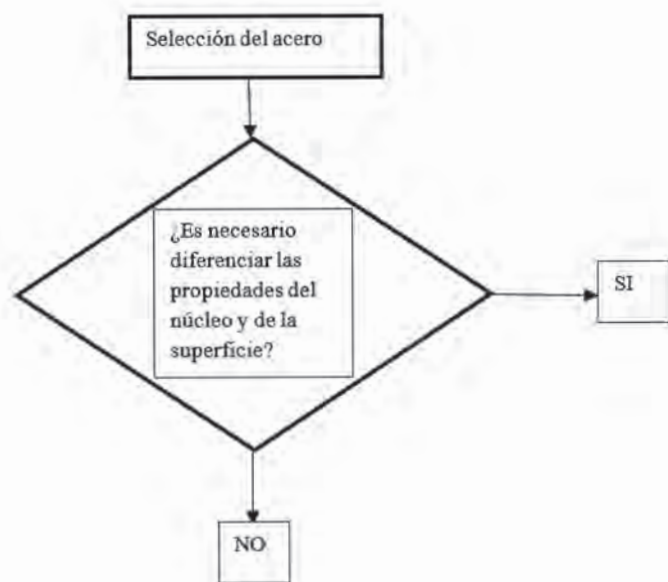 Selección del acero
¿Es necesario
diferenciar las
propiedades del
núcleo y de la
superficie?
SI
NO